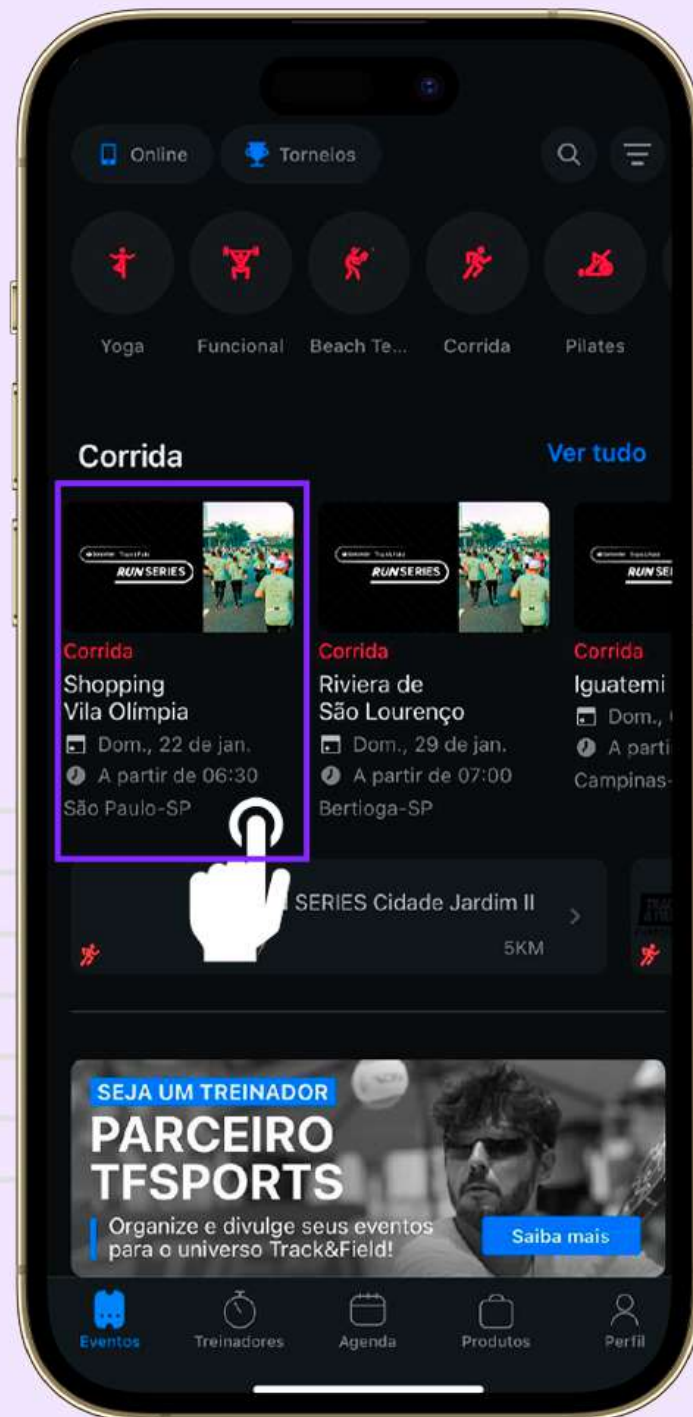 Online
Torneios
Yoga
Funcional
Beach Te...
Corrida
Pilates
Corrida
Ver tudo
RUN SERIES
RUN SERIES
RUN SE
Corrida
Shopping
Vila Olímpia
Dom., 22 de jan.
A partir de 06:30
São Paulo-SP
Corrida
Riviera de
São Lourenço
Dom., 29 de jan.
A partir de 07:00
Bertioga-SP
Corrida
Iguatemi
Dom.,
A parti
Campinas-
SERIES Cidade Jardim II
5KM
SEJA UM TREINADOR
PARCEIRO
TFSPORTS
Organize e divulge seus eventos
para o universo Track&Field!
Saiba mais
Eventos
Treinadores
Agenda
Produtos
Perfil